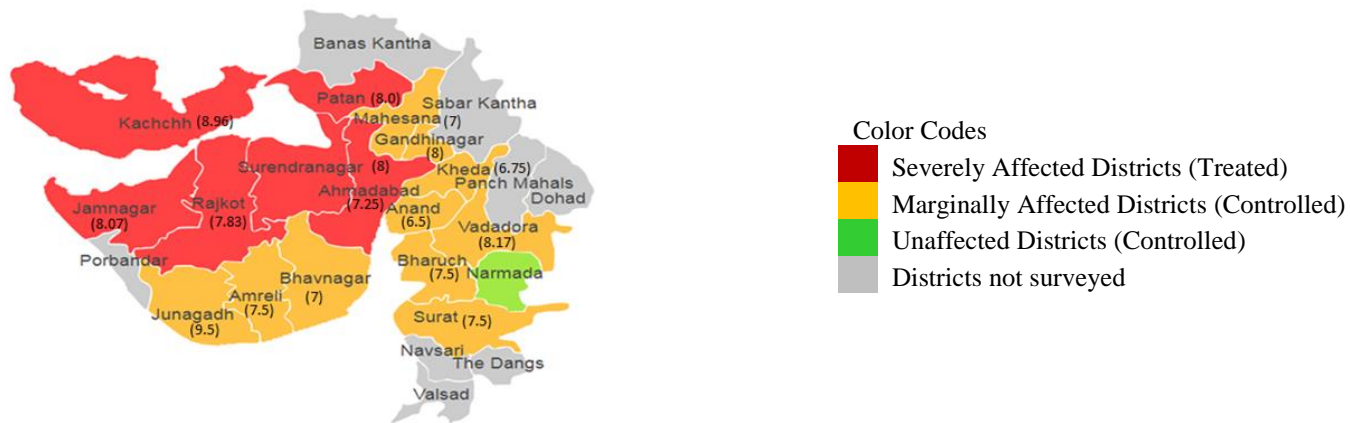 Banas Kantha
Patan (8.0)
Sabar Kantha
Kachchh (8.96)
Mahesana (7)
Gandhinagar
(8)
Surendranagar (8)
Kheda (6.75)
Panch Mahals
Ahmadabad
(7.25)
Dohad
Rajkot
(7.83)
Jamnagar
(8.07)
Anand
(6.5)
Vadadora
(8.17)
Porbandar
Bharuch
(7.5)
Narmada
Bhavnagar
(7)
Amreli
(7.5)
Junagadh
(9.5)
Surat (7.5)
Navsari
The Dangs
Valsad
Color Codes
Severely Affected Districts (Treated)
Marginally Affected Districts (Controlled)
Unaffected Districts (Controlled)
Districts not surveyed